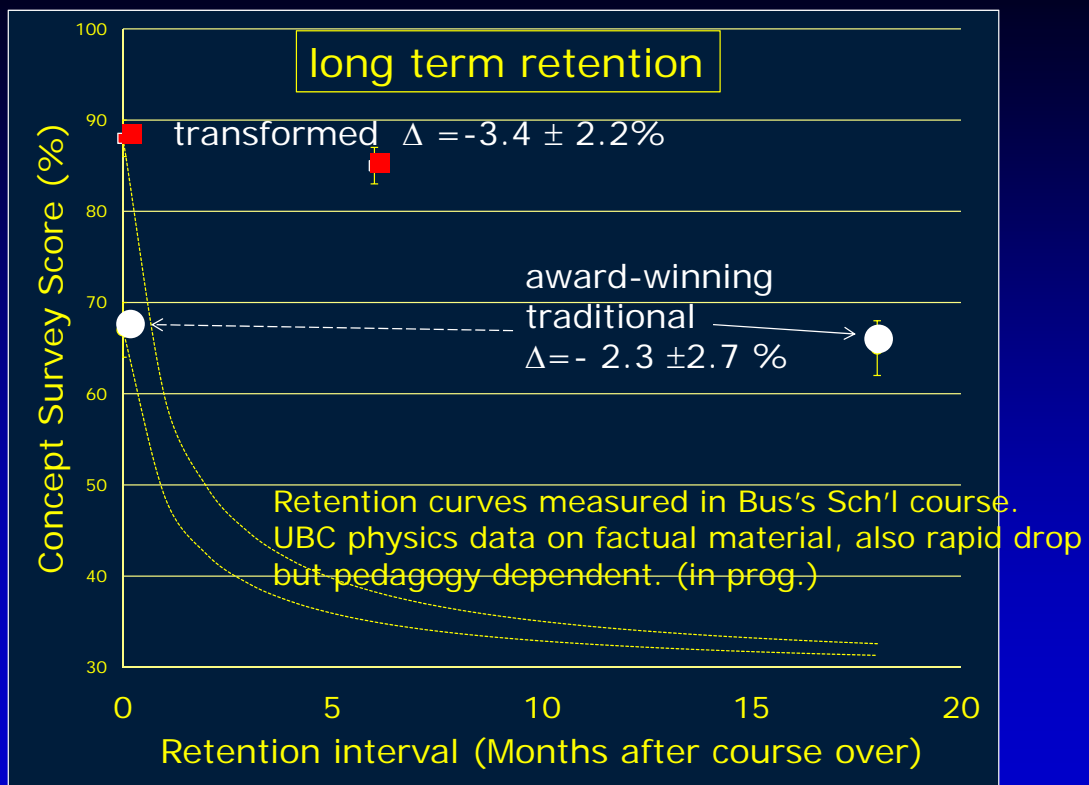 long term retention
transformed Δ =-3.4 ± 2.2%
award-winning
traditional
Δ=- 2.3 ±2.7 %
Retention curves measured in Bus's Sch'l course.
UBC physics data on factual material, also rapid drop
but pedagogy dependent. (in prog.)
Concept Survey Score (%)
100
90
80
70
60
50
40
30
0
5
10
15
20
Retention interval (Months after course over)